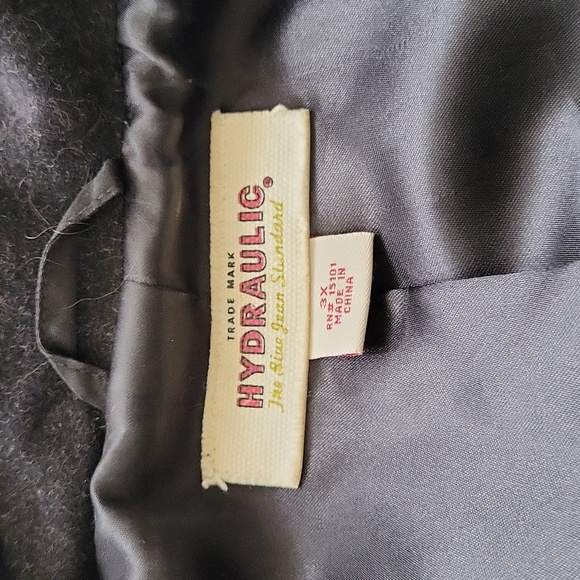 TRADE MARK
HYDRAULIC®
The Blue Jean Standard
3X
RN# 15101
MADE IN
CHINA